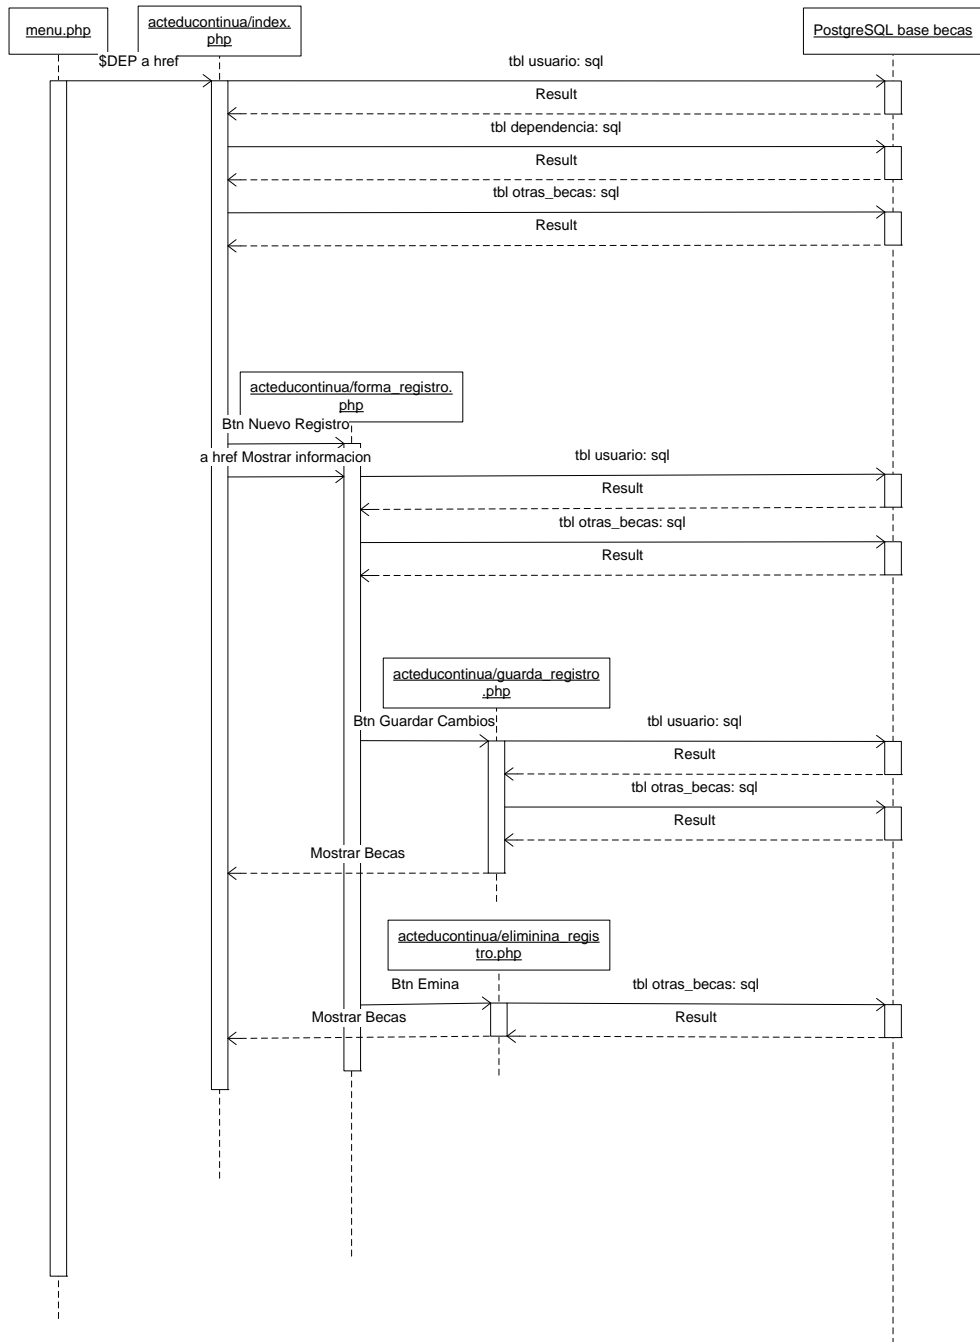 menu.php
acteducontinua/index.
php
PostgreSQL base becas
$DEP a href
tbl usuario: sql
Result
tbl dependencia: sql
Result
tbl otras_becas: sql
Result
acteducontinua/forma_registro.
php
Btn Nuevo Registro
a href Mostrar informacion
tbl usuario: sql
Result
tbl otras_becas: sql
Result
acteducontinua/guarda_registro
.php
Btn Guardar Cambios
tbl usuario: sql
Result
tbl otras_becas: sql
Result
Mostrar Becas
acteducontinua/eliminina_regis
tro.php
Btn Emina
tbl otras_becas: sql
Mostrar Becas
Result